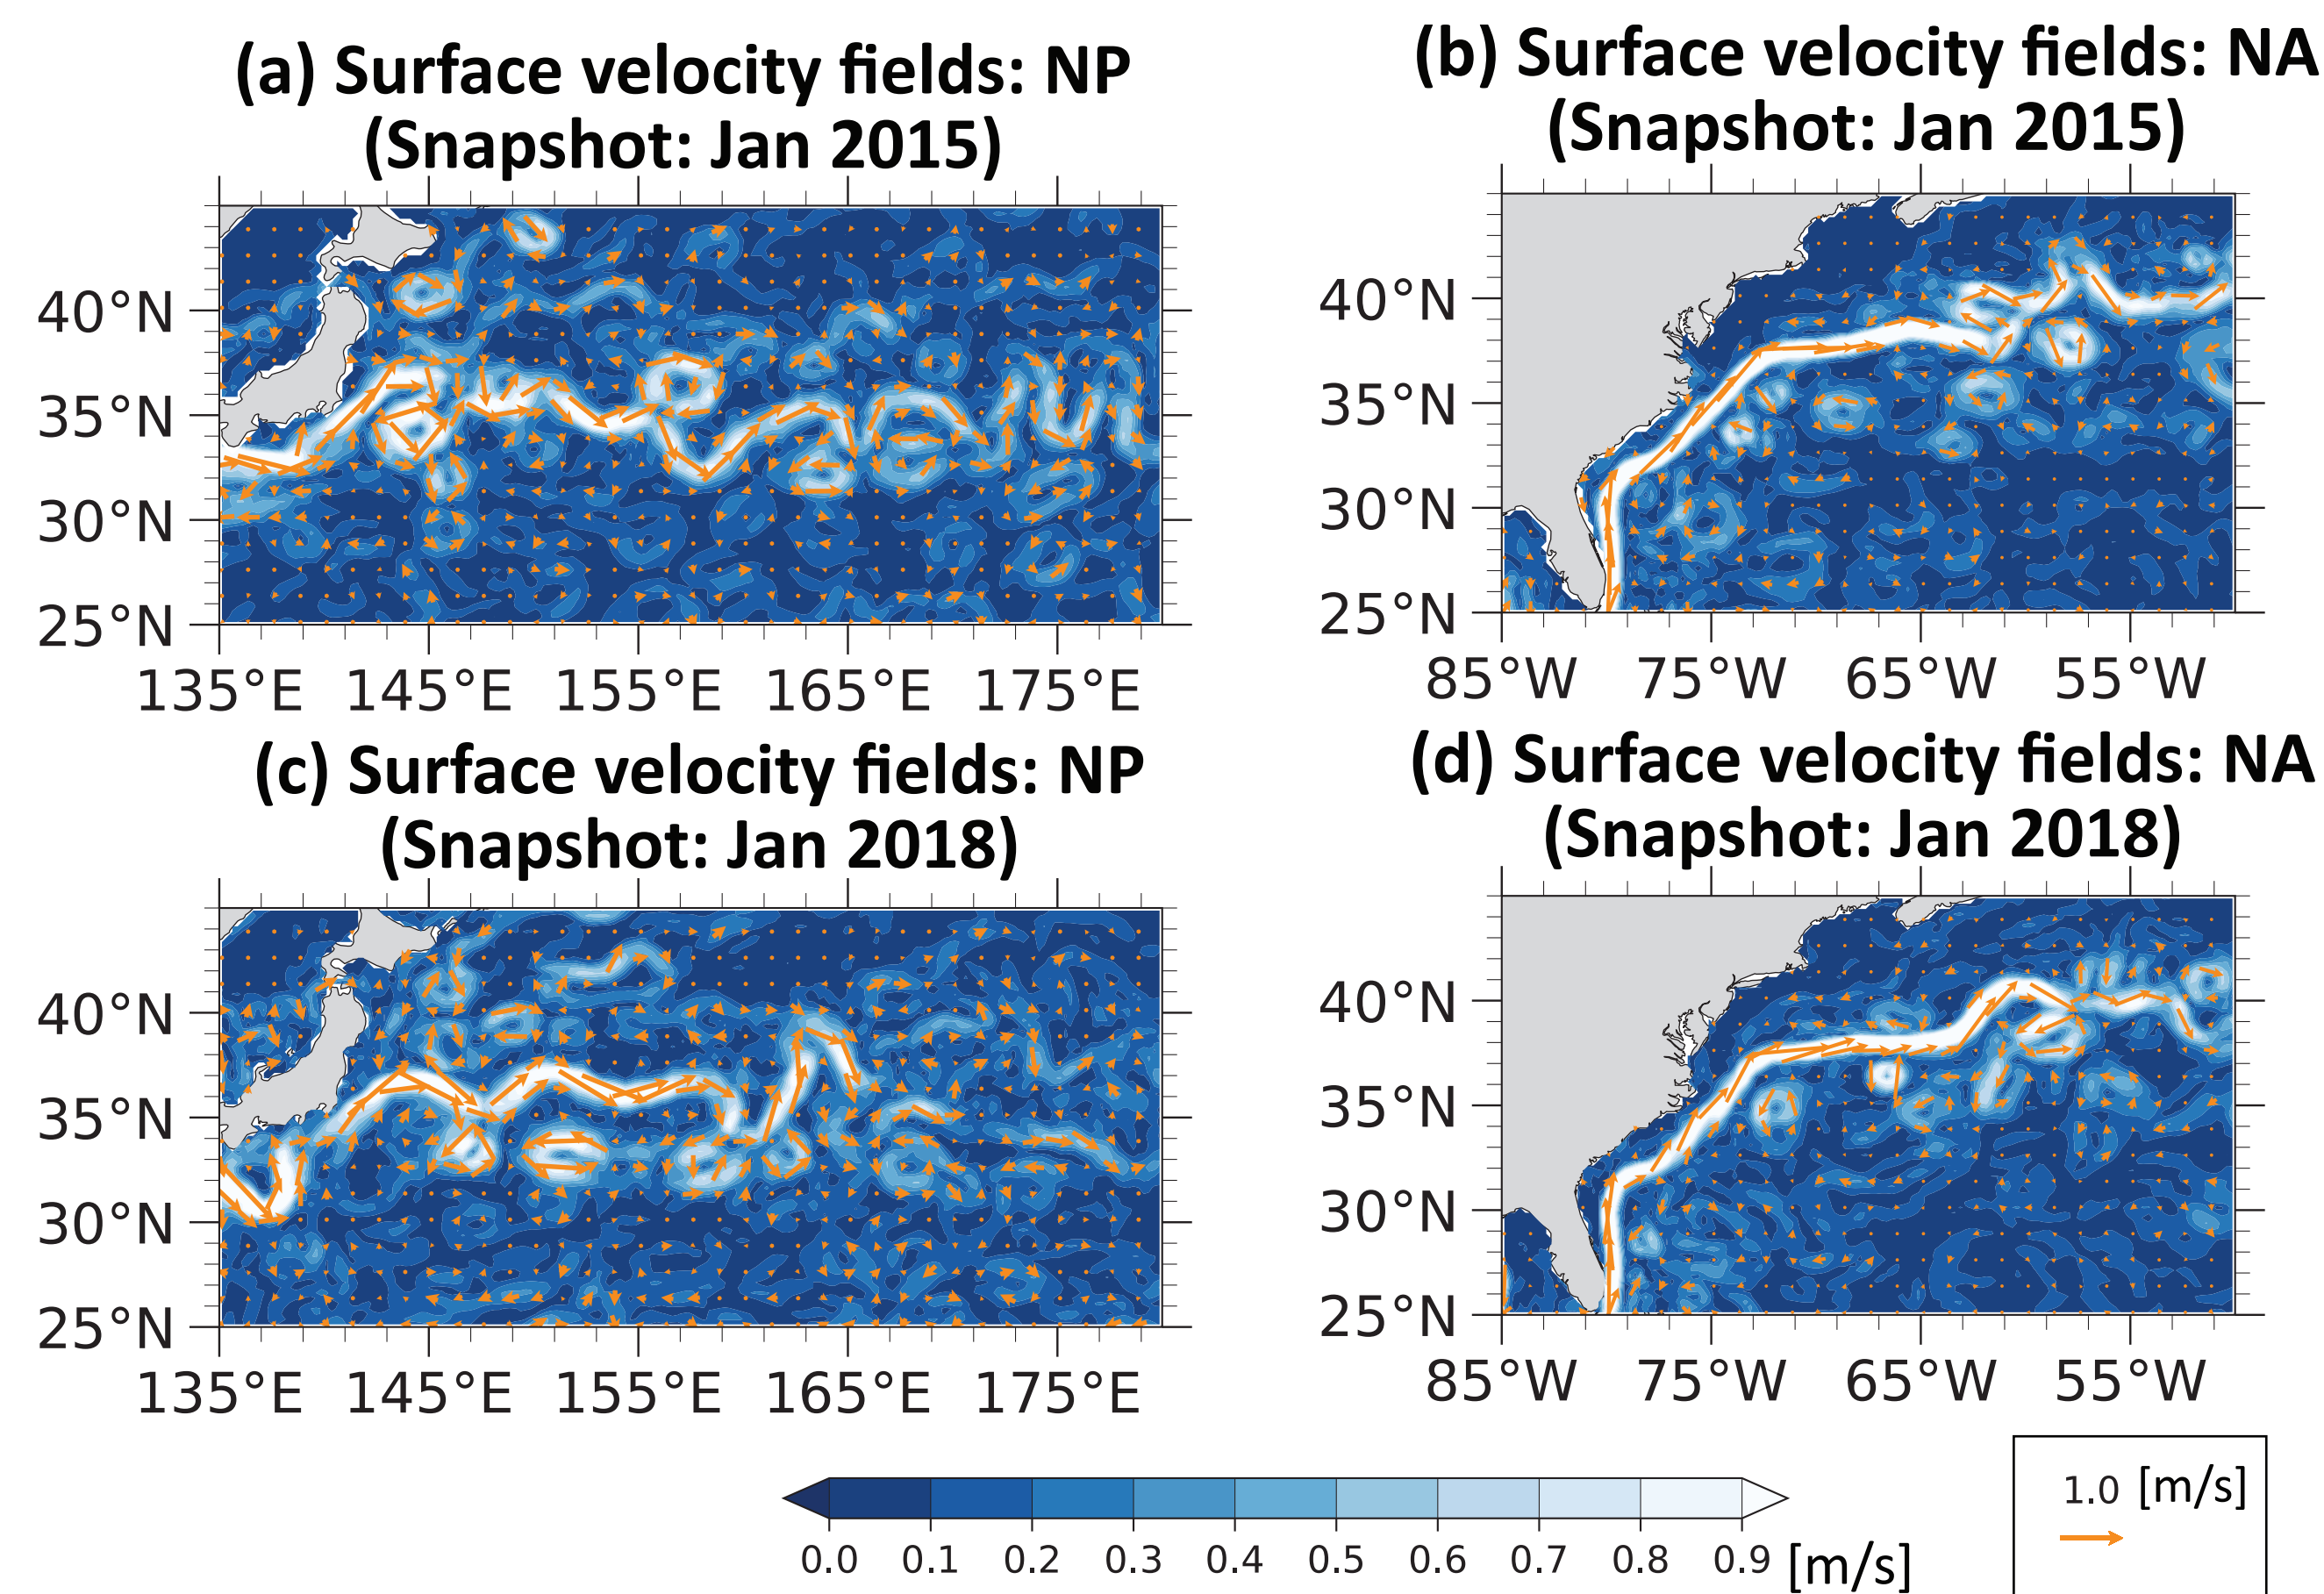 (a) Surface velocity fields: NP
(Snapshot: Jan 2015)
40°N
35°N
30°N
25°N
135°E 145°E 155°E 165°E 175°E
(b) Surface velocity fields: NA
(Snapshot: Jan 2015)
40°N
35°N
30°N
25°N
85°W 75°W 65°W 55°W
(c) Surface velocity fields: NP
(Snapshot: Jan 2018)
40°N
35°N
30°N
25°N
135°E 145°E 155°E 165°E 175°E
(d) Surface velocity fields: NA
(Snapshot: Jan 2018)
40°N
35°N
30°N
25°N
85°W 75°W 65°W 55°W
0.0 0.1 0.2 0.3 0.4 0.5 0.6 0.7 0.8 0.9 [m/s]
1.0 [m/s]